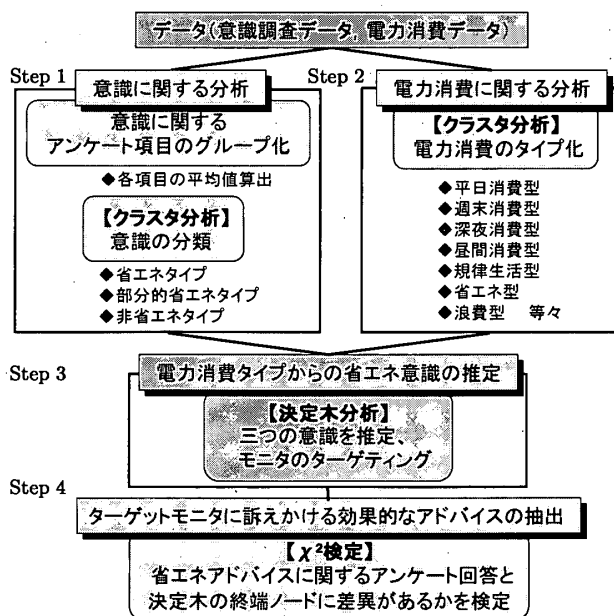 データ(意識調査データ, 電力消費データ)
Step 1
意識に関する分析
意識に関する
アンケート項目のグループ化
◆各項目の平均値算出
【クラスタ分析】
意識の分類
◆省エネタイプ
◆部分的省エネタイプ
◆非省エネタイプ
Step 2
電力消費に関する分析
【クラスタ分析】
電力消費のタイプ化
◆平日消費型
◆週末消費型
◆深夜消費型
◆昼間消費型
◆規律生活型
◆省エネ型
◆浪費型 等々
Step 3
電力消費タイプからの省エネ意識の推定
【決定木分析】
三つの意識を推定、
モニタのターゲティング
Step 4
ターゲットモニタに訴えかける効果的なアドバイスの抽出
【χ²検定】
省エネアドバイスに関するアンケート回答と
決定木の終端ノードに差異があるかを検定